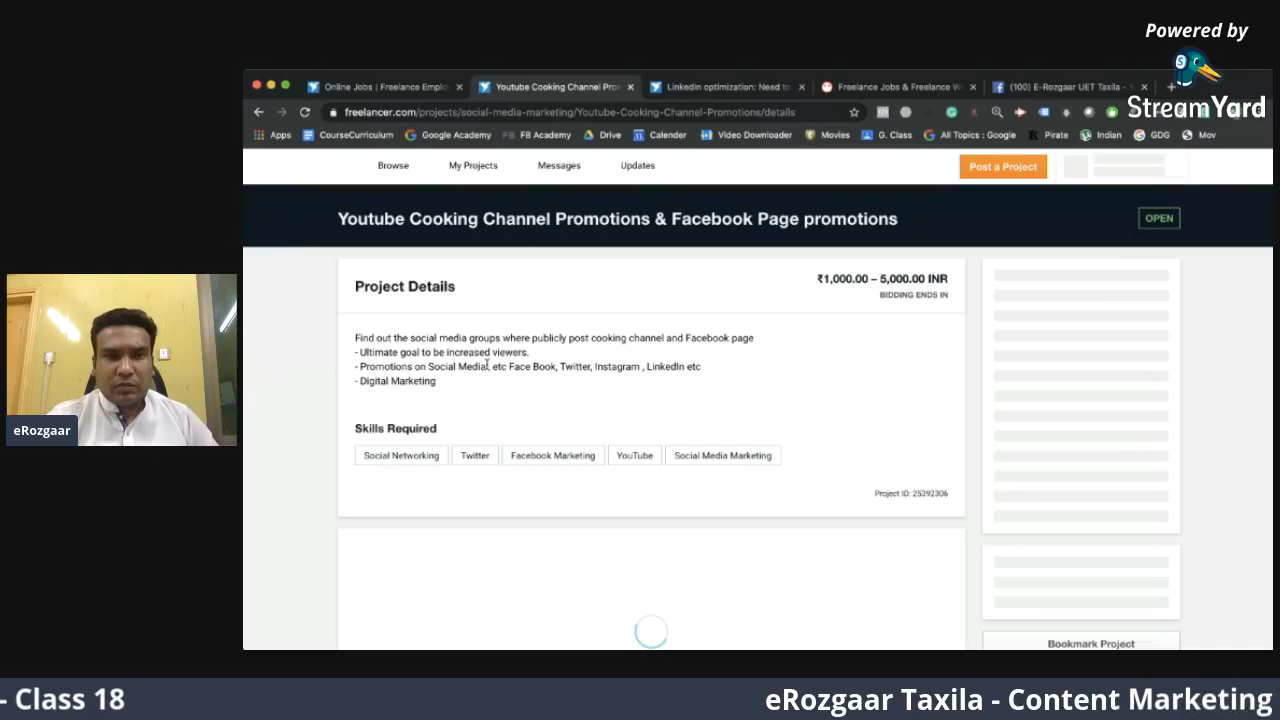 Powered by
StreamYard
Online Jobs | Freelance Emplo
Youtube Cooking Channel Pro
LinkedIn optimization: Need to
Freelance Jobs & Freelance W
(100) E-Rozgaar UET Taxila -
freelancer.com/projects/social-media-marketing/Youtube-Cooking-Channel-Promotions/details
Apps
CourseCurriculum
Google Academy
FB FB Academy
Drive
Calender
Video Downloader
Movies
G. Class
All Topics : Google
Pirate
Indian
GDG
Mov
Browse
My Projects
Messages
Updates
Post a Project
Youtube Cooking Channel Promotions & Facebook Page promotions
OPEN
Project Details
₹1,000.00 – 5,000.00 INR
BIDDING ENDS IN
Find out the social media groups where publicly post cooking channel and Facebook page
- Ultimate goal to be increased viewers.
- Promotions on Social Media, etc Face Book, Twitter, Instagram , LinkedIn etc
- Digital Marketing
Skills Required
Social Networking
Twitter
Facebook Marketing
YouTube
Social Media Marketing
Project ID: 25392306
Bookmark Project
eRozgaar
- Class 18
eRozgaar Taxila - Content Marketing